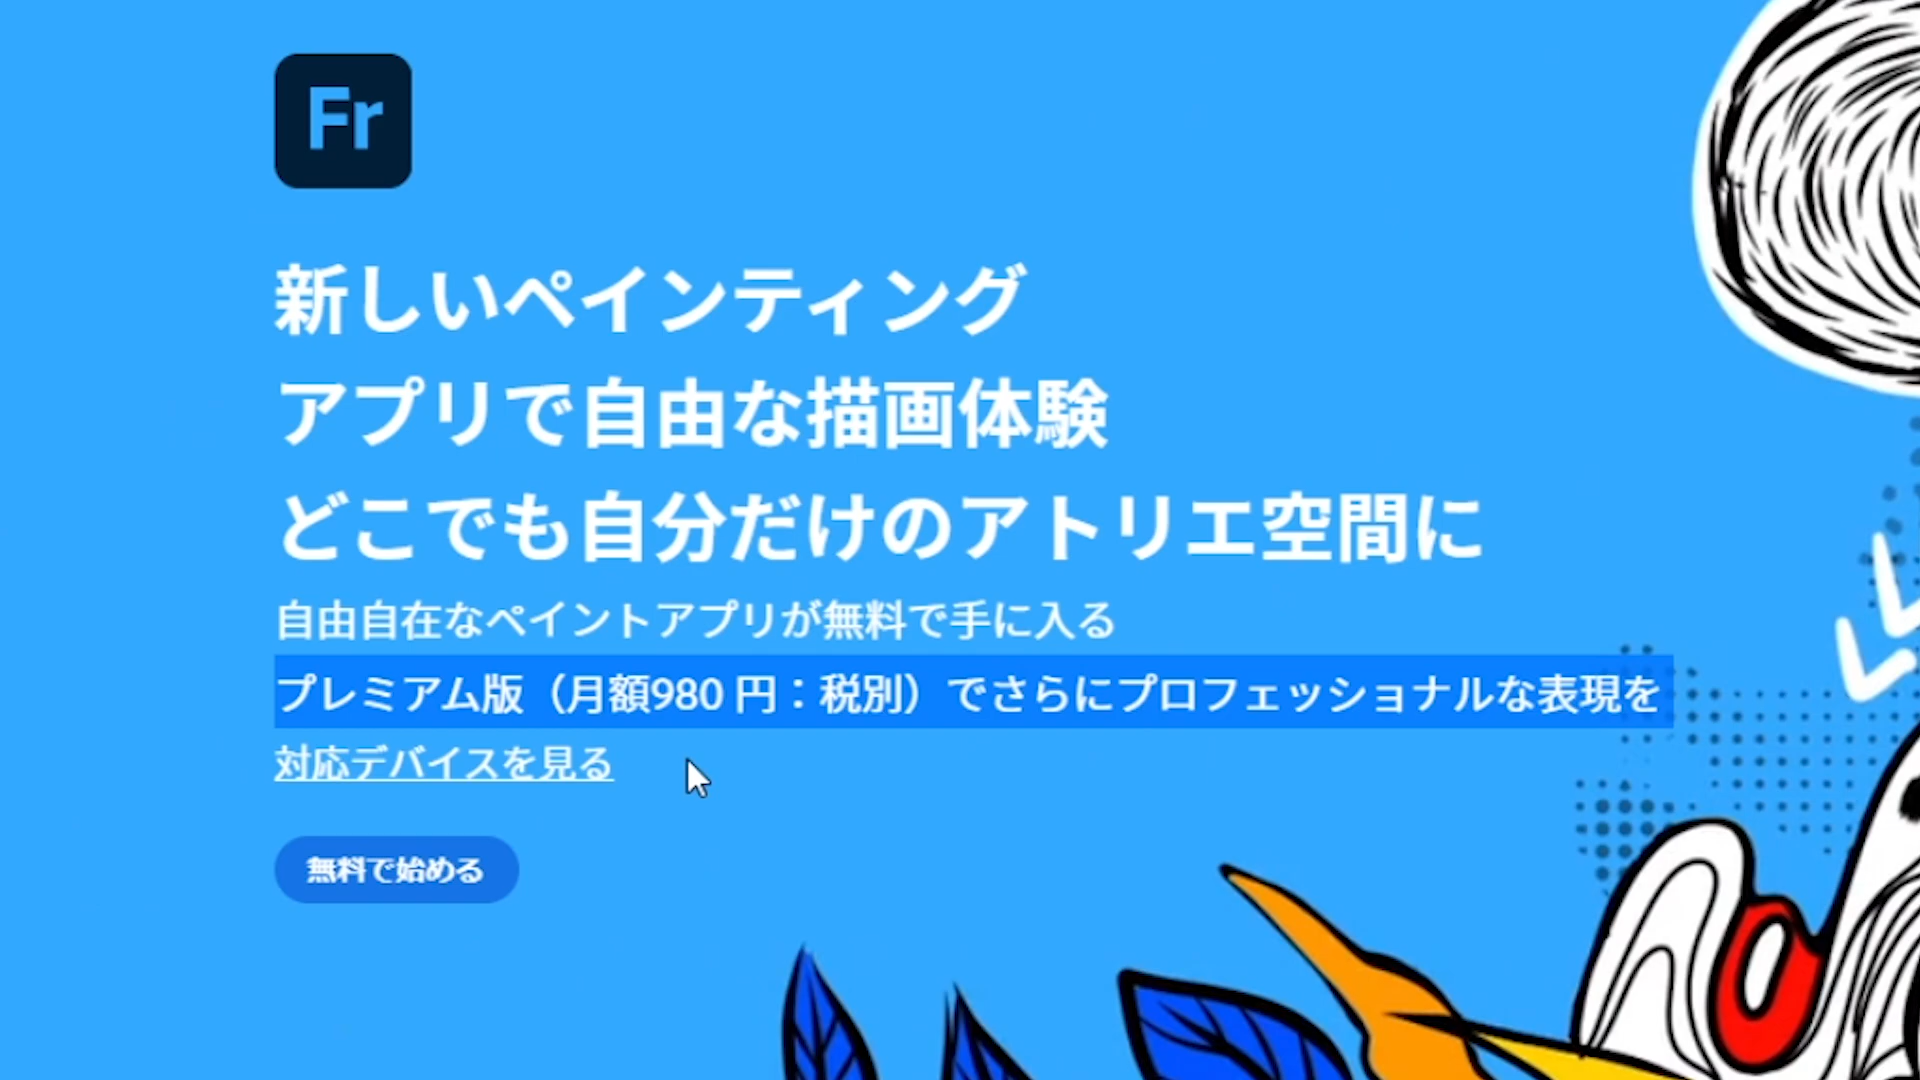 Fr
新しいペインティング
アプリで自由な描画体験
どこでも自分だけのアトリエ空間に
自由自在なペイントアプリが無料で手に入る
プレミアム版（月額980 円：税別）でさらにプロフェッショナルな表現を
対応デバイスを見る
無料で始める